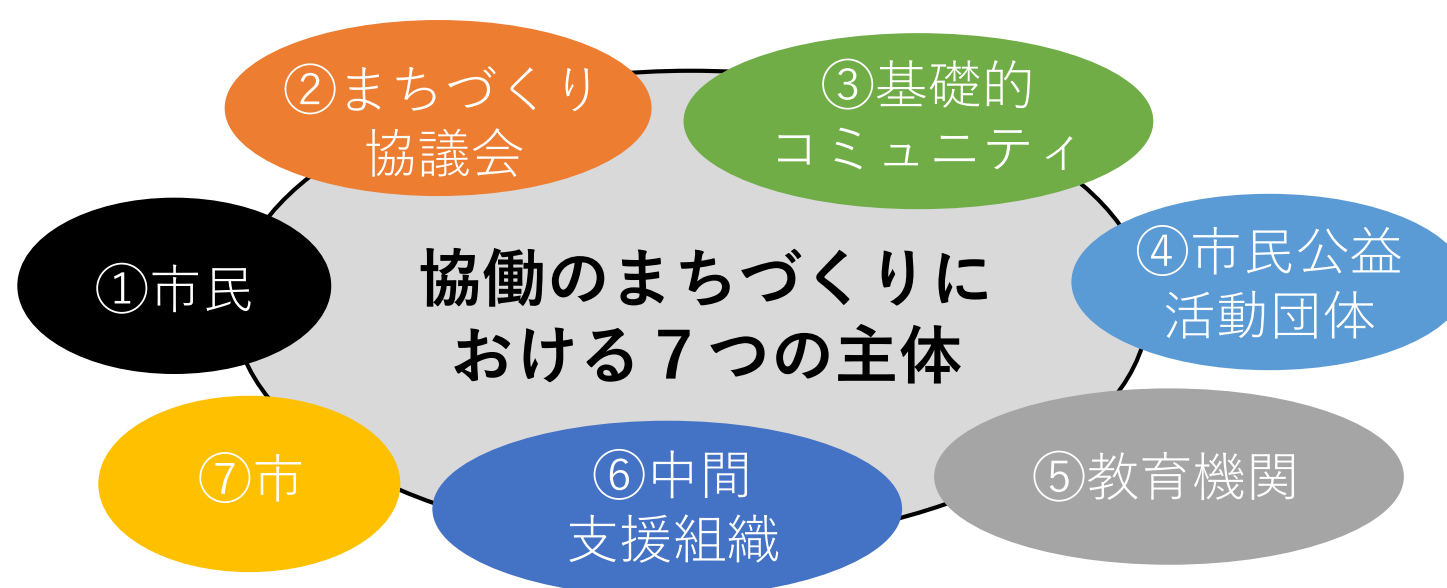 ②まちづくり
協議会
③基礎的
コミュニティ
①市民
協働のまちづくりに
おける７つの主体
④市民公益
活動団体
⑦市
⑥中間
支援組織
⑤教育機関